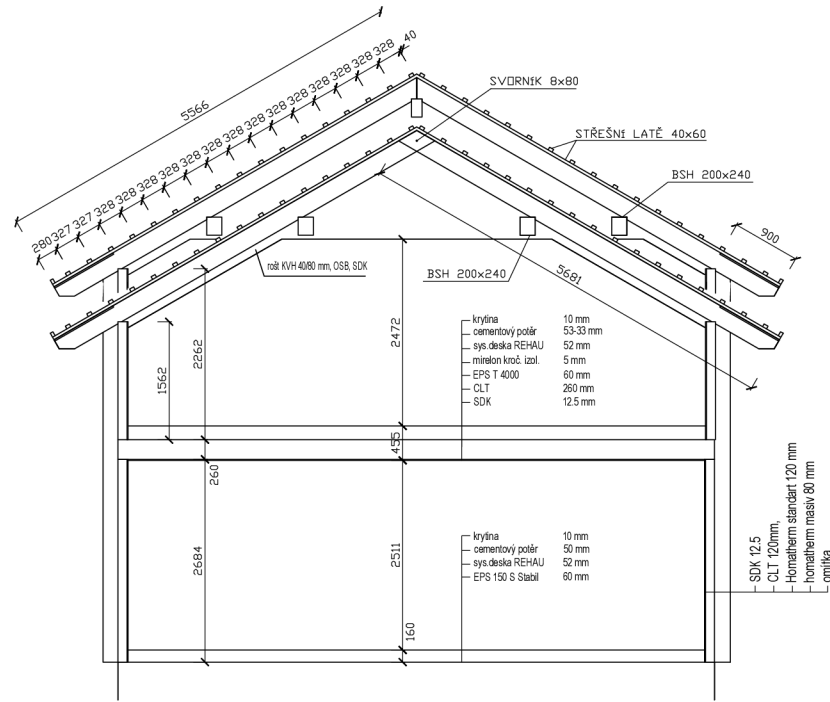 5566
280 327 327 328 328 328 328 328 328 328 328 328 328 328 328 328 40
SVORNÍK 8x80
STŘEŠNÍ LATĚ 40x60
BSH 200x240
900
rošt KVH 40/80 mm, OSB, SDK
BSH 200x240
5681
2472
2262
1562
krytina 10 mm
cementový potěr 53-33 mm
sys.deska REHAU 52 mm
mirelon kroč. izol. 5 mm
EPS T 4000 60 mm
CLT 260 mm
SDK 12.5 mm
455
260
2684
2511
160
krytina 10 mm
cementový potěr 50 mm
sys.deska REHAU 52 mm
EPS 150 S Stabil 60 mm
SDK 12.5
CLT 120mm,
Homatherm standart 120 mm
homatherm masiv 80 mm
omítka